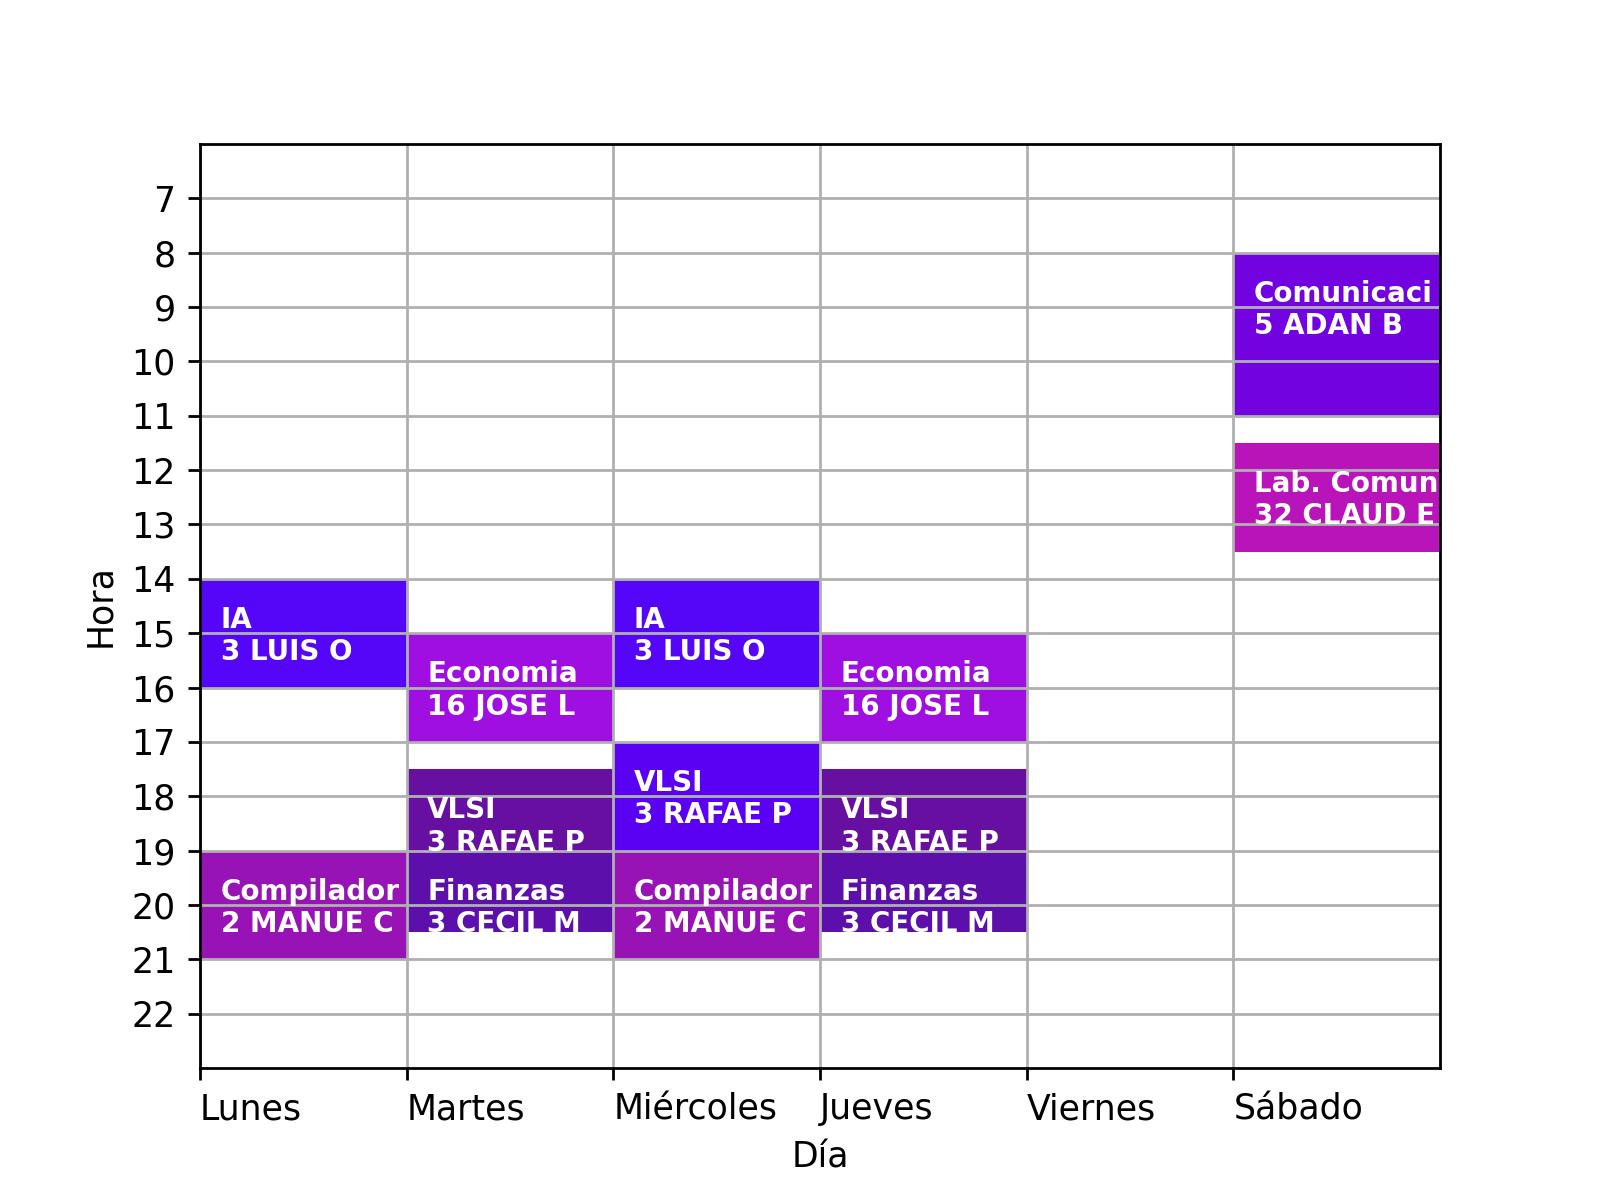 7
8
Comunicaci
9
5 ADAN B
10
11
12
Lab. Comun
32 CLAUD E
13
14
Hora
IA
IA
15
3 LUIS O
3 LUIS O
Economia
Economia
16
16 JOSE L
16 JOSE L
17
VLSI
18
VLSI
3 RAFAE P
VLSI
3 RAFAE P
3 RAFAE P
19
Compilador
Finanzas
Compilador
Finanzas
20
2 MANUE C
3 CECIL M
2 MANUE C
3 CECIL M
21
22
Lunes
Martes
Miércoles
Jueves
Viernes
Sábado
Día